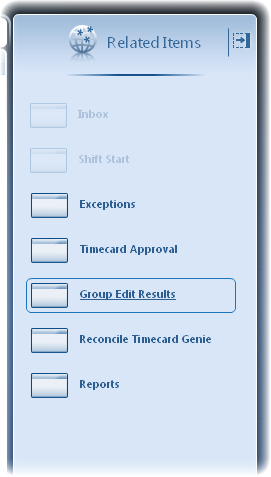 Related Items
Inbox
Shift Start
Exceptions
Timecard Approval
Group Edit Results
Reconcile Timecard Genie
Reports